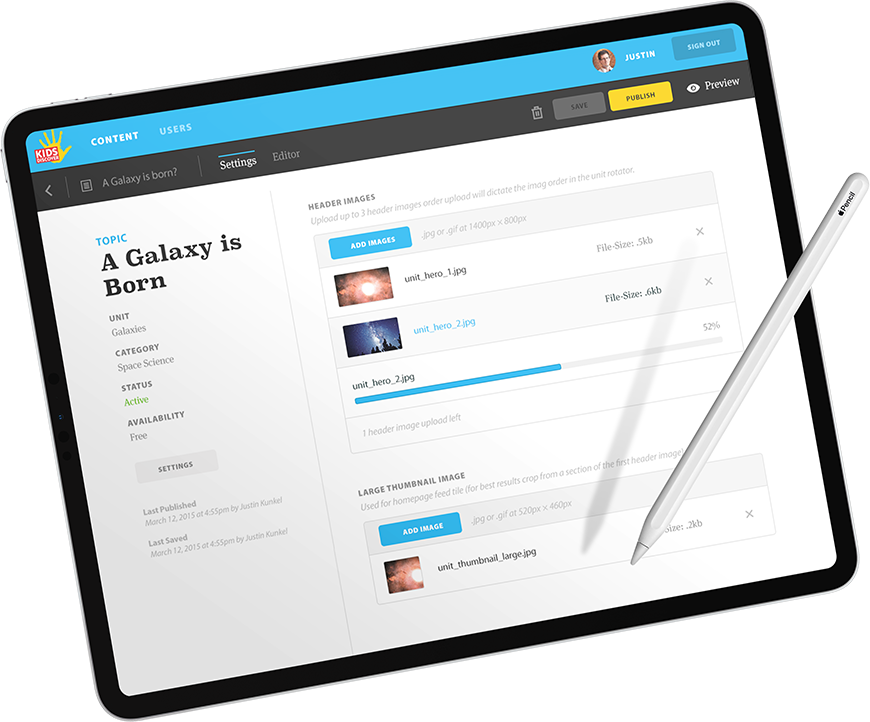 KIDS
DISCOVER
CONTENT
USERS
JUSTIN
SIGN OUT
A Galaxy is born?
Settings
Editor
SAVE
PUBLISH
Preview
TOPIC
A Galaxy is
Born
UNIT
Galaxies
CATEGORY
Space Science
STATUS
Active
AVAILABILITY
Free
SETTINGS
Last Published
March 12, 2015 at 4:55pm by Justin Kunkel
Last Saved
March 12, 2015 at 4:55pm by Justin Kunkel
HEADER IMAGES
Upload up to 3 header images order upload will dictate the imag order in the unit rotator.
ADD IMAGES
.jpg or .gif at 1400px × 800px
unit_hero_1.jpg
File-Size: .5kb
unit_hero_2.jpg
File-Size: .6kb
unit_hero_2.jpg
52%
1 header image upload left
LARGE THUMBNAIL IMAGE
Used for homepage feed tile (for best results crop from a section of the first header image)
ADD IMAGE
.jpg or .gif at 520px × 460px
unit_thumbnail_large.jpg
.2kb
Pencil